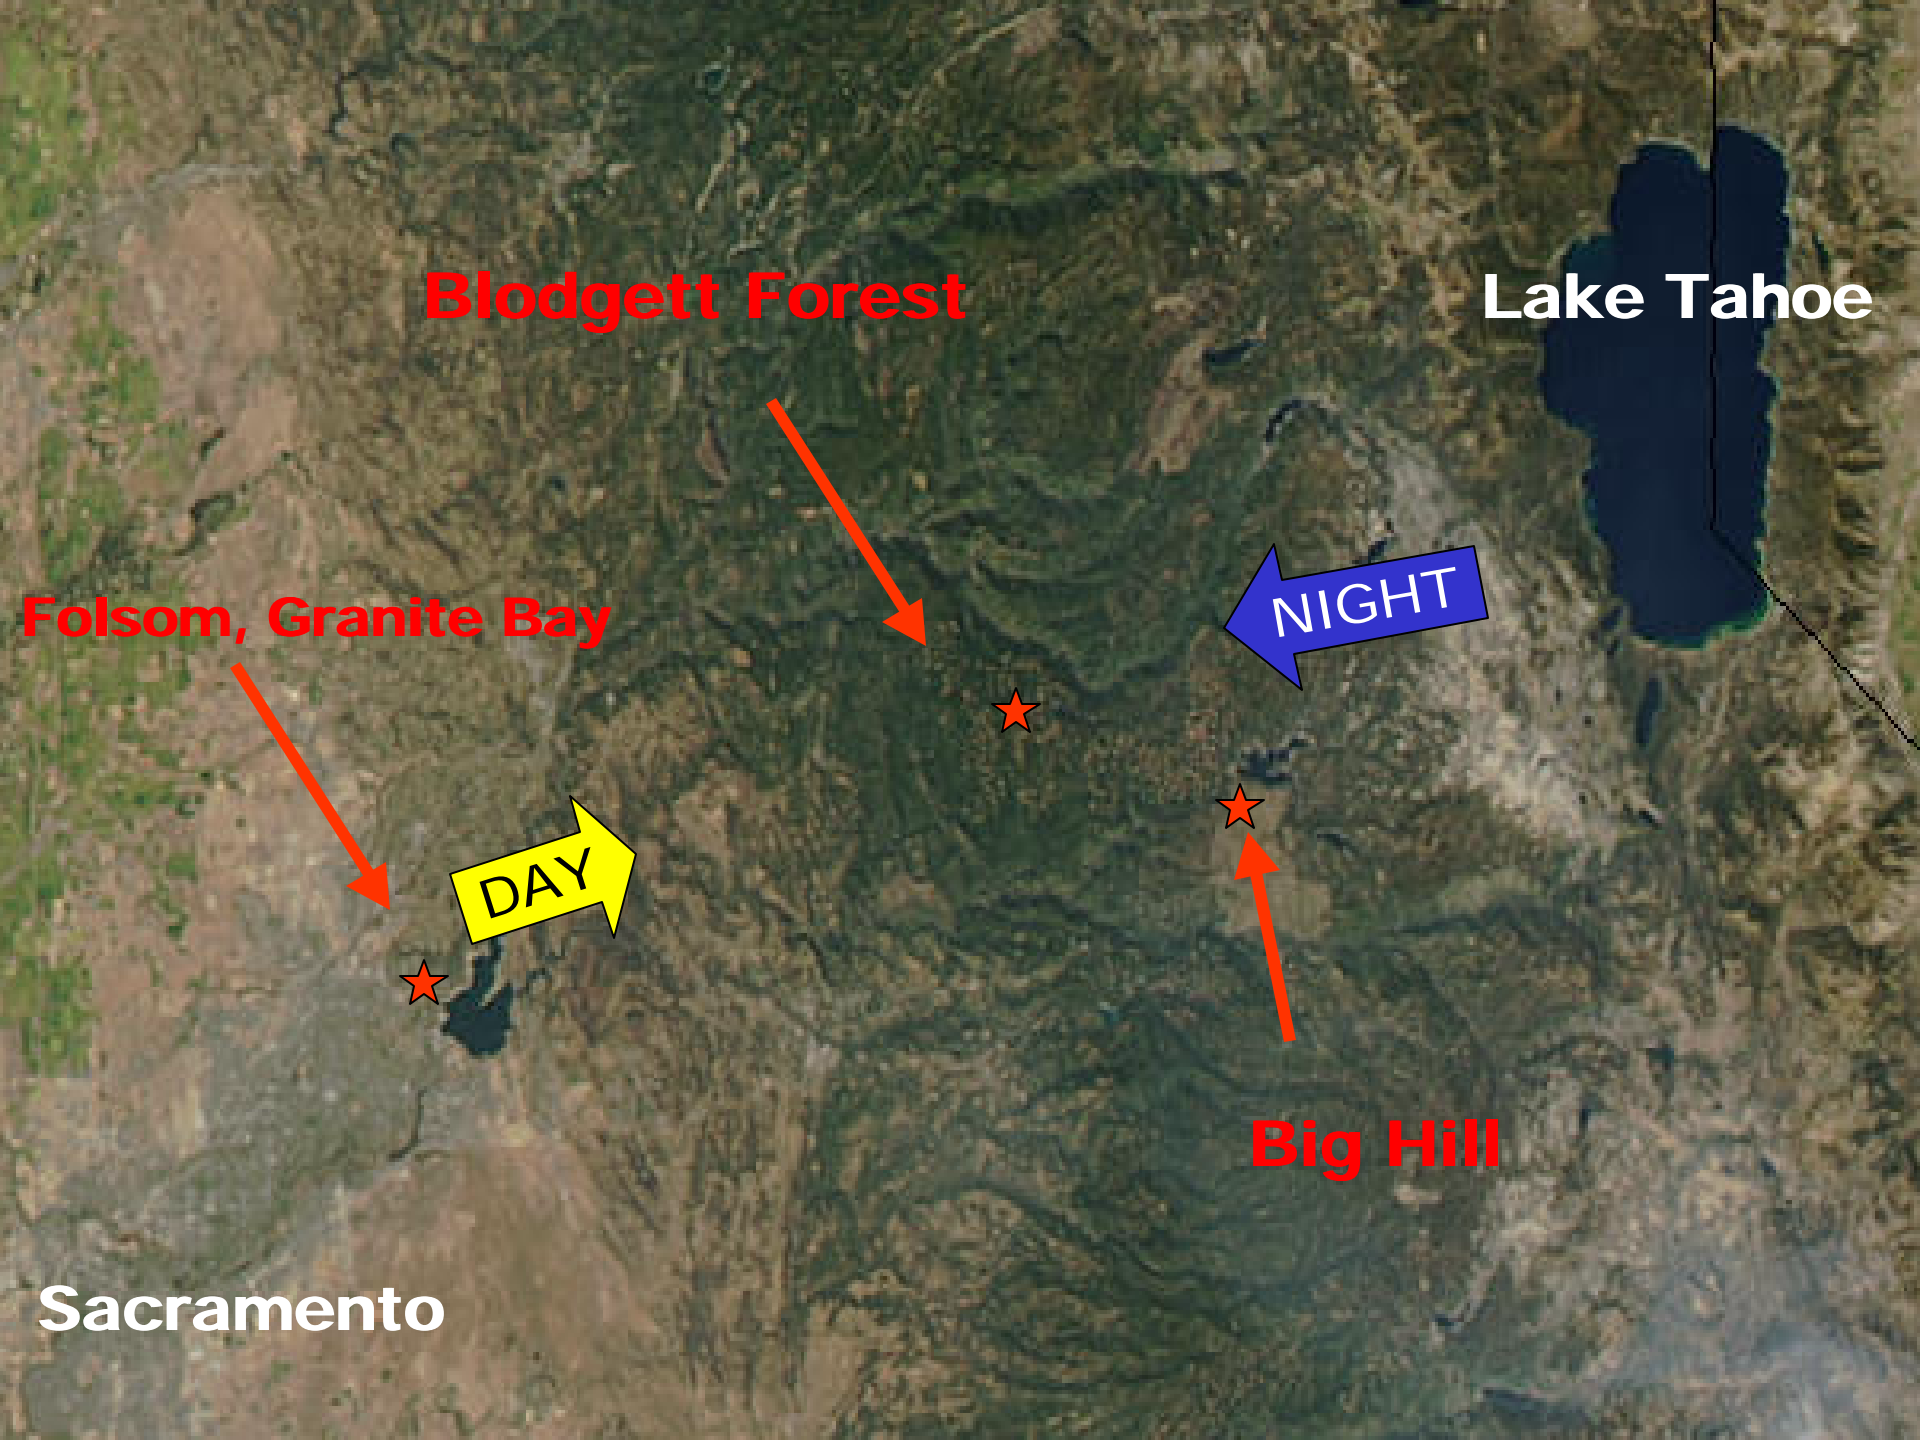 Blodgett Forest
Lake Tahoe
NIGHT
Folsom, Granite Bay
DAY
Big Hill
Sacramento